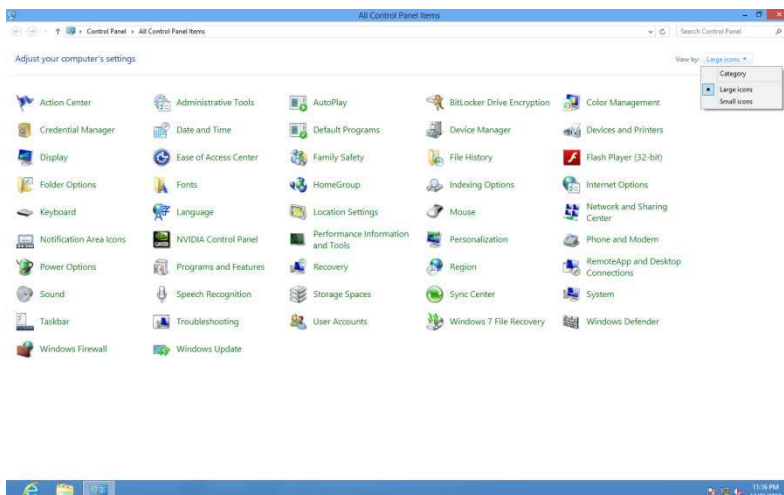 All Control Panel Items
Control Panel All Control Panel Items
Search Control Panel
Adjust your computer's settings
View by: Large icons
Category
Large icons
Small icons
Action Center
Administrative Tools
AutoPlay
BitLocker Drive Encryption
Color Management
Credential Manager
Date and Time
Default Programs
Device Manager
Devices and Printers
Display
Ease of Access Center
Family Safety
File History
Flash Player (32-bit)
Folder Options
Fonts
HomeGroup
Indexing Options
Internet Options
Keyboard
Language
Location Settings
Mouse
Network and Sharing
Center
Notification Area Icons
NVIDIA Control Panel
Performance Information
and Tools
Personalization
Phone and Modem
Power Options
Programs and Features
Recovery
Region
RemoteApp and Desktop
Connections
Sound
Speech Recognition
Storage Spaces
Sync Center
System
Taskbar
Troubleshooting
User Accounts
Windows 7 File Recovery
Windows Defender
Windows Firewall
Windows Update
11:16 PM